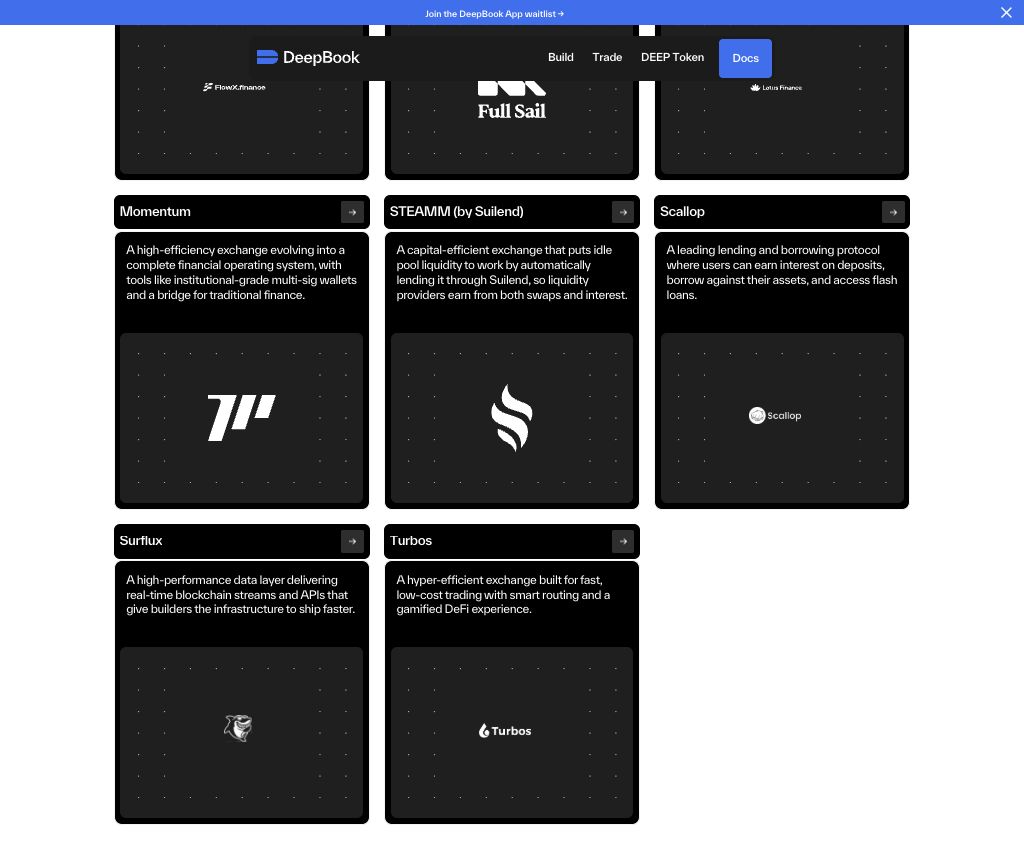 Join the DeepBook App waitlist →
DeepBook
Build
Trade
DEEP Token
Docs
FlowX.finance
Full Sail
Lotus Finance
Momentum
A high-efficiency exchange evolving into a
complete financial operating system, with
tools like institutional-grade multi-sig wallets
and a bridge for traditional finance.
STEAMM (by Suilend)
A capital-efficient exchange that puts idle
pool liquidity to work by automatically
lending it through Suilend, so liquidity
providers earn from both swaps and interest.
Scallop
A leading lending and borrowing protocol
where users can earn interest on deposits,
borrow against their assets, and access flash
loans.
Scallop
Surflux
A high-performance data layer delivering
real-time blockchain streams and APIs that
give builders the infrastructure to ship faster.
Turbos
A hyper-efficient exchange built for fast,
low-cost trading with smart routing and a
gamified DeFi experience.
Turbos